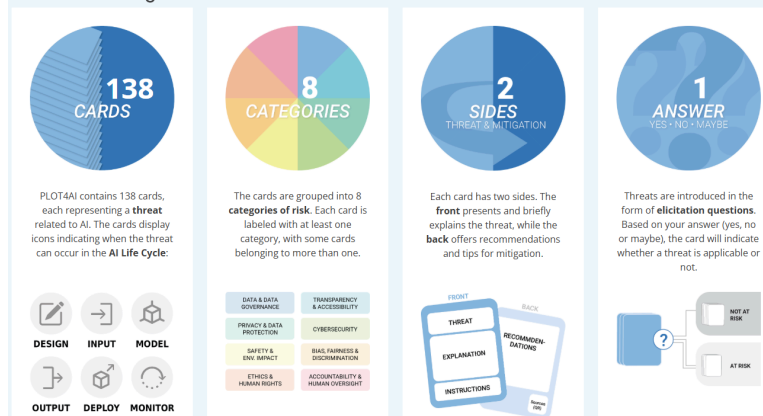 138
CARDS
PLOT4AI contains 138 cards,
each representing a threat
related to AI. The cards display
icons indicating when the threat
can occur in the AI Life Cycle:
DESIGN INPUT MODEL
OUTPUT DEPLOY MONITOR
8
CATEGORIES
The cards are grouped into 8
categories of risk. Each card is
labeled with at least one
category, with some cards
belonging to more than one.
DATA & DATA
GOVERNANCE
TRANSPARENCY
& ACCESSIBILITY
PRIVACY & DATA
PROTECTION
CYBERSECURITY
SAFETY &
ENV. IMPACT
BIAS, FAIRNESS &
DISCRIMINATION
ETHICS &
HUMAN RIGHTS
ACCOUNTABILITY &
HUMAN OVERSIGHT
2
SIDES
THREAT & MITIGATION
Each card has two sides. The
front presents and briefly
explains the threat, while the
back offers recommendations
and tips for mitigation.
FRONT
THREAT
EXPLANATION
INSTRUCTIONS
BACK
RECOMMEN-
DATIONS
Sources
(QR)
1
ANSWER
YES • NO • MAYBE
Threats are introduced in the
form of elicitation questions.
Based on your answer (yes, no
or maybe), the card will indicate
whether a threat is applicable or
not.
?
NOT AT
RISK
AT RISK